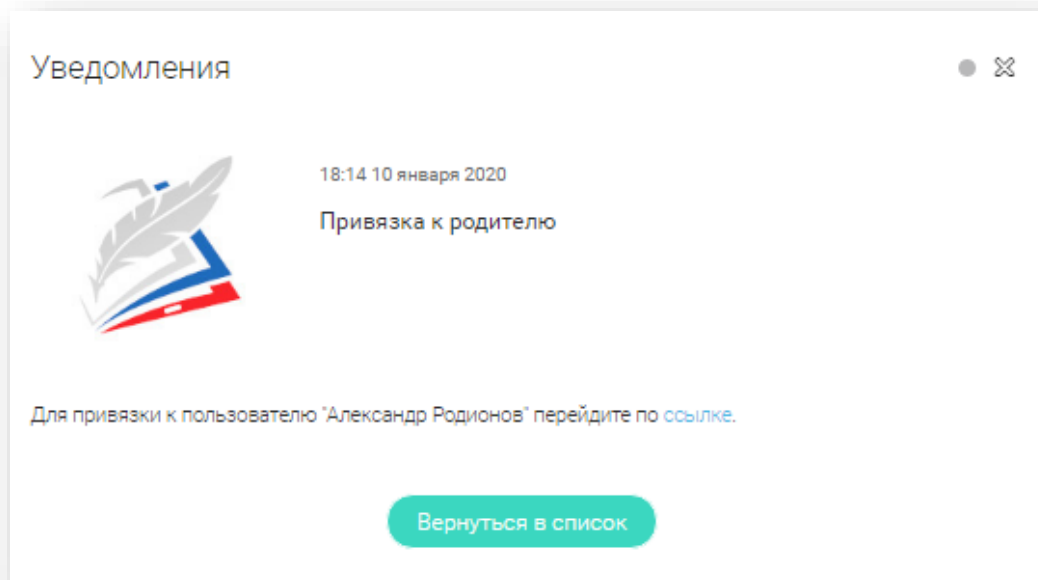 Уведомления
18:14 10 января 2020
Привязка к родителю
Для привязки к пользователю "Александр Родионов" перейдите по ссылке.
Вернуться в список